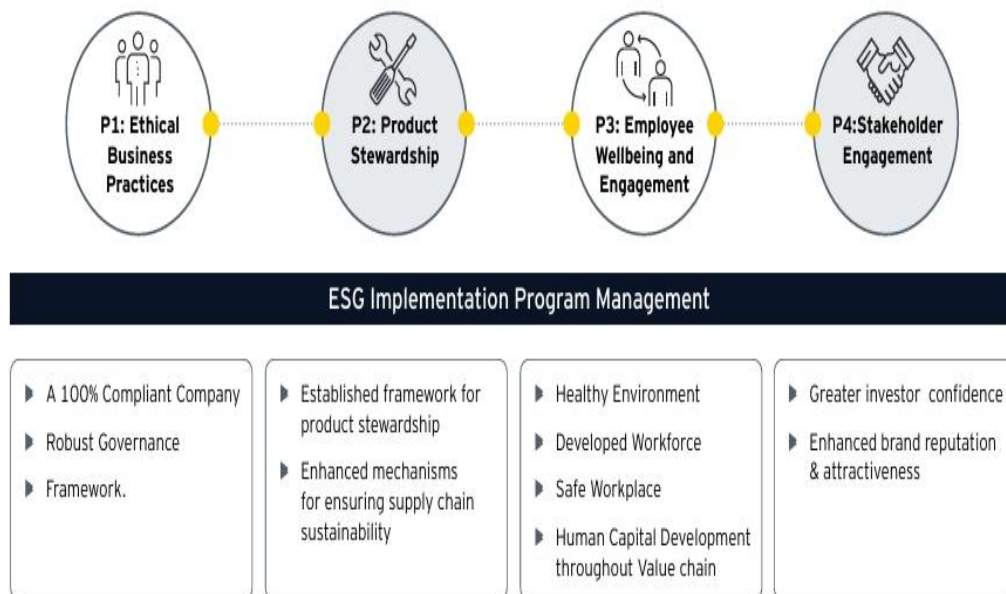 P1: Ethical
Business
Practices
P2: Product
Stewardship
P3: Employee
Wellbeing and
Engagement
P4:Stakeholder
Engagement
ESG Implementation Program Management
A 100% Compliant Company
Robust Governance
Framework.
Established framework for
product stewardship
Enhanced mechanisms
for ensuring supply chain
sustainability
Healthy Environment
Developed Workforce
Safe Workplace
Human Capital Development
throughout Value chain
Greater investor confidence
Enhanced brand reputation
& attractiveness